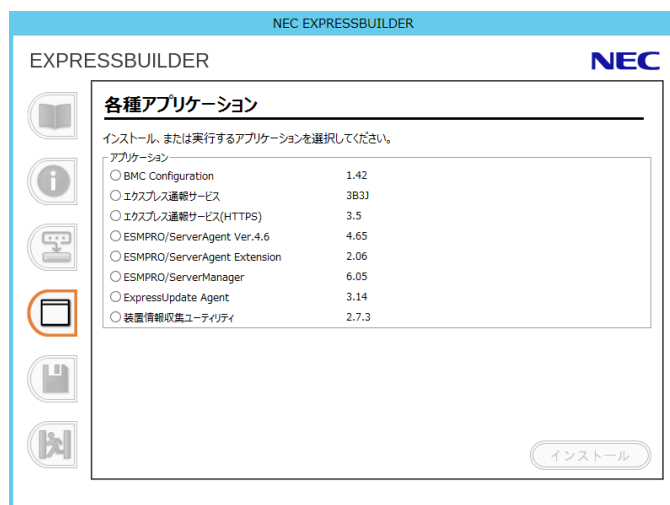 NEC EXPRESSBUILDER
EXPRESSBUILDER
NEC
各種アプリケーション
インストール、または実行するアプリケーションを選択してください。
アプリケーション
BMC Configuration 1.42
エクスプレス通報サービス 3B3J
エクスプレス通報サービス(HTTPS) 3.5
ESMPRO/ServerAgent Ver.4.6 4.65
ESMPRO/ServerAgent Extension 2.06
ESMPRO/ServerManager 6.05
ExpressUpdate Agent 3.14
装置情報収集ユーティリティ 2.7.3
インストール